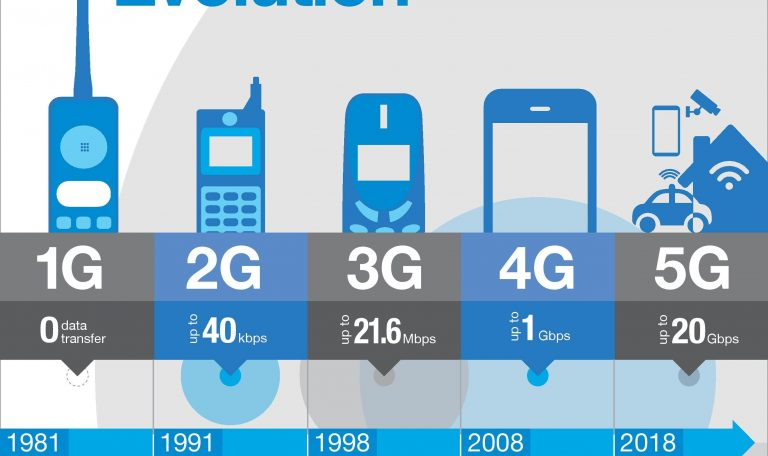 Evolution
1G
2G
3G
4G
5G
0 data transfer
up to 40 kbps
up to 21.6 Mbps
up to 1 Gbps
up to 20 Gbps
1981
1991
1998
2008
2018